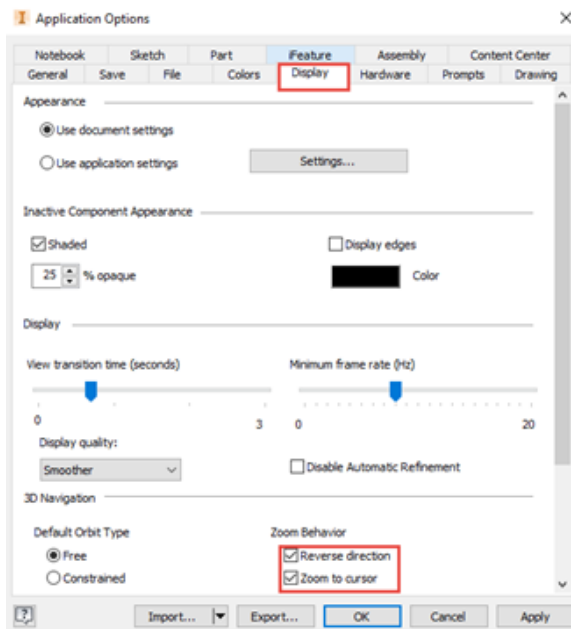 Application Options
Notebook Sketch Part iFeature Assembly Content Center
General Save File Colors Display Hardware Prompts Drawing
Appearance
Use document settings
Use application settings Settings...
Inactive Component Appearance
Shaded Display edges
25 % opaque Color
Display
View transition time (seconds) Minimum frame rate (Hz)
0 3 0 20
Display quality:
Smoother Disable Automatic Refinement
3D Navigation
Default Orbit Type Zoom Behavior
Free Reverse direction
Constrained Zoom to cursor
? Import... Export... OK Cancel Apply